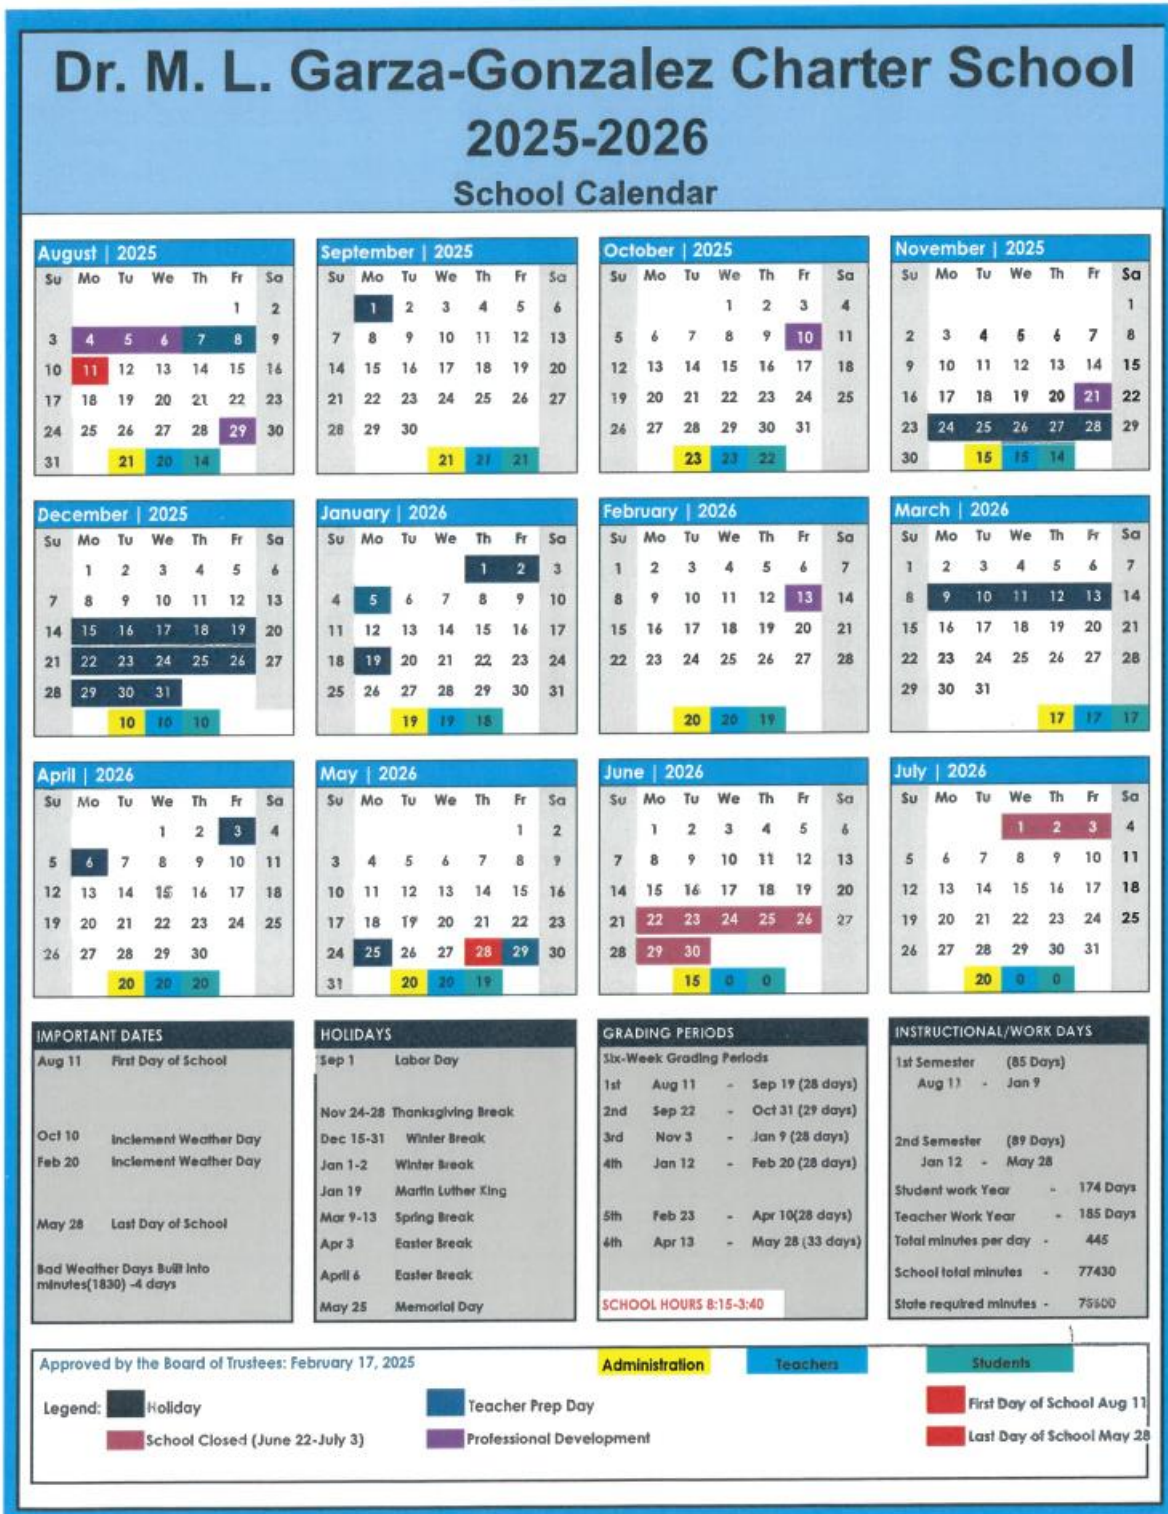 Dr. M. L. Garza-Gonzalez Charter School
2025-2026
School Calendar
August | 2025
Su Mo Tu We Th Fr Sa
1 2
3 4 5 6 7 8 9
10 11 12 13 14 15 16
17 18 19 20 21 22 23
24 25 26 27 28 29 30
31 21 20 14
September | 2025
Su Mo Tu We Th Fr Sa
1 2 3 4 5 6
7 8 9 10 11 12 13
14 15 16 17 18 19 20
21 22 23 24 25 26 27
28 29 30
21 21 21
October | 2025
Su Mo Tu We Th Fr Sa
1 2 3 4
5 6 7 8 9 10 11
12 13 14 15 16 17 18
19 20 21 22 23 24 25
26 27 28 29 30 31
23 23 22
November | 2025
Su Mo Tu We Th Fr Sa
1
2 3 4 5 6 7 8
9 10 11 12 13 14 15
16 17 18 19 20 21 22
23 24 25 26 27 28 29
30 15 15 14
December | 2025
Su Mo Tu We Th Fr Sa
1 2 3 4 5 6
7 8 9 10 11 12 13
14 15 16 17 18 19 20
21 22 23 24 25 26 27
28 29 30 31
10 10 10
January | 2026
Su Mo Tu We Th Fr Sa
1 2 3
4 5 6 7 8 9 10
11 12 13 14 15 16 17
18 19 20 21 22 23 24
25 26 27 28 29 30 31
19 19 18
February | 2026
Su Mo Tu We Th Fr Sa
1 2 3 4 5 6 7
8 9 10 11 12 13 14
15 16 17 18 19 20 21
22 23 24 25 26 27 28
20 20 19
March | 2026
Su Mo Tu We Th Fr Sa
1 2 3 4 5 6 7
8 9 10 11 12 13 14
15 16 17 18 19 20 21
22 23 24 25 26 27 28
29 30 31
17 17 17
April | 2026
Su Mo Tu We Th Fr Sa
1 2 3 4
5 6 7 8 9 10 11
12 13 14 15 16 17 18
19 20 21 22 23 24 25
26 27 28 29 30
20 20 20
May | 2026
Su Mo Tu We Th Fr Sa
1 2
3 4 5 6 7 8 9
10 11 12 13 14 15 16
17 18 19 20 21 22 23
24 25 26 27 28 29 30
31 20 20 19
June | 2026
Su Mo Tu We Th Fr Sa
1 2 3 4 5 6
7 8 9 10 11 12 13
14 15 16 17 18 19 20
21 22 23 24 25 26 27
28 29 30
15 0 0
July | 2026
Su Mo Tu We Th Fr Sa
1 2 3 4
5 6 7 8 9 10 11
12 13 14 15 16 17 18
19 20 21 22 23 24 25
26 27 28 29 30 31
20 0 0
IMPORTANT DATES
Aug 11 First Day of School
Oct 10 Inclement Weather Day
Feb 20 Inclement Weather Day
May 28 Last Day of School
Bad Weather Days Built into
minutes(1830) -4 days
HOLIDAYS
Sep 1 Labor Day
Nov 24-28 Thanksgiving Break
Dec 15-31 Winter Break
Jan 1-2 Winter Break
Jan 19 Martin Luther King
Mar 9-13 Spring Break
Apr 3 Easter Break
April 6 Easter Break
May 25 Memorial Day
GRADING PERIODS
Six-Week Grading Periods
1st Aug 11 - Sep 19 (28 days)
2nd Sep 22 - Oct 31 (29 days)
3rd Nov 3 - Jan 9 (28 days)
4th Jan 12 - Feb 20 (28 days)
5th Feb 23 - Apr 10(28 days)
6th Apr 13 - May 28 (33 days)
SCHOOL HOURS 8:15-3:40
INSTRUCTIONAL/WORK DAYS
1st Semester (85 Days)
Aug 11 - Jan 9
2nd Semester (89 Days)
Jan 12 - May 28
Student work Year - 174 Days
Teacher Work Year - 185 Days
Total minutes per day - 445
School total minutes - 77430
State required minutes - 75600
Approved by the Board of Trustees: February 17, 2025
Administration Teachers Students
Legend: Holiday Teacher Prep Day First Day of School Aug 11
School Closed (June 22-July 3) Professional Development Last Day of School May 28